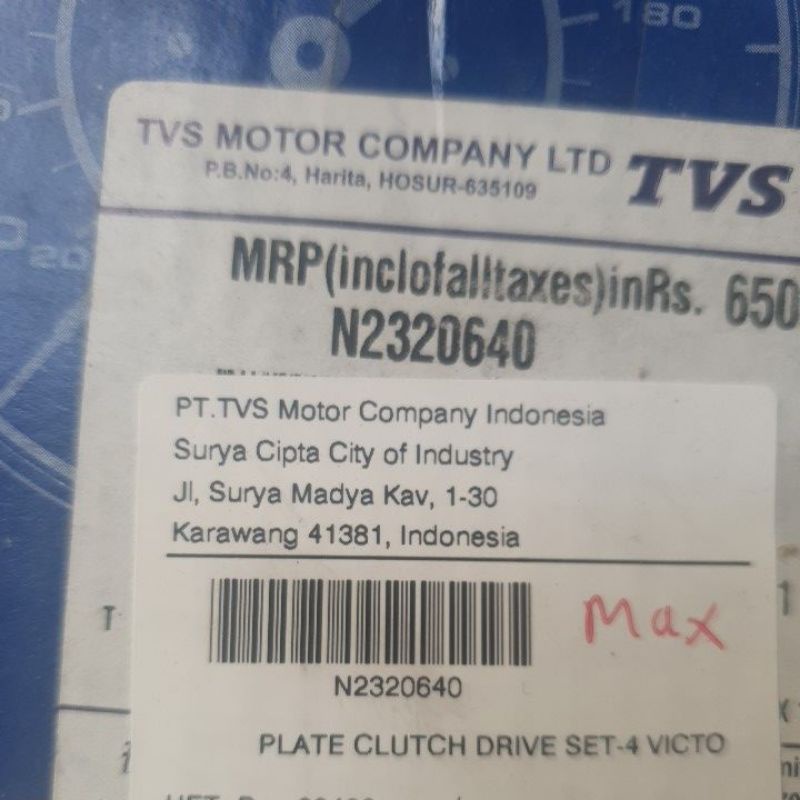 180
20
TVS MOTOR COMPANY LTD
P.B.No:4, Harita, HOSUR-635109
TVS
MRP(inclofalltaxes)inRs. 650
N2320640
PT.TVS Motor Company Indonesia
Surya Cipta City of Industry
Jl, Surya Madya Kav, 1-30
Karawang 41381, Indonesia
Max
N2320640
PLATE CLUTCH DRIVE SET-4 VICTO